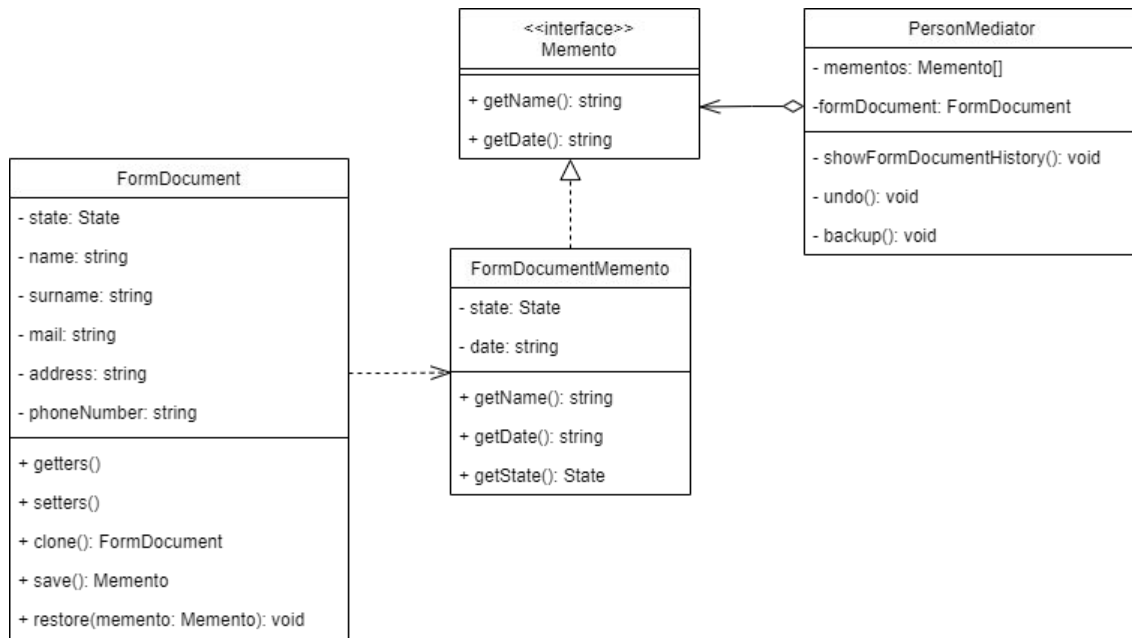 <<interface>>
Memento
+ getName(): string
+ getDate(): string
PersonMediator
- mementos: Memento[]
-formDocument: FormDocument
- showFormDocumentHistory(): void
- undo(): void
- backup(): void
FormDocument
- state: State
- name: string
- surname: string
- mail: string
- address: string
- phoneNumber: string
+ getters()
+ setters()
+ clone(): FormDocument
+ save(): Memento
+ restore(memento: Memento): void
FormDocumentMemento
- state: State
- date: string
+ getName(): string
+ getDate(): string
+ getState(): State